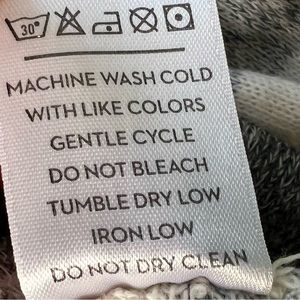 30°
MACHINE WASH COLD
WITH LIKE COLORS
GENTLE CYCLE
DO NOT BLEACH
TUMBLE DRY LOW
IRON LOW
DO NOT DRY CLEAN